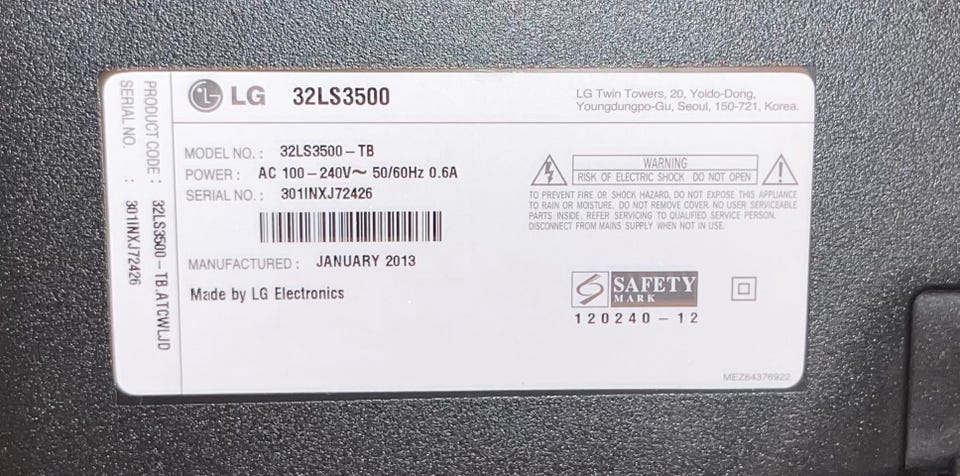 PRODUCT CODE : 32LS3500-TB.ATCWLJD
SERIAL NO. : 301INXJ72426
LG 32LS3500
LG Twin Towers, 20, Yoido-Dong,
Youngdungpo-Gu, Seoul, 150-721, Korea.
MODEL NO. : 32LS3500-TB
POWER : AC 100-240V~ 50/60Hz 0.6A
SERIAL NO. : 301INXJ72426
MANUFACTURED : JANUARY 2013
Made by LG Electronics
WARNING
RISK OF ELECTRIC SHOCK DO NOT OPEN
TO PREVENT FIRE OR SHOCK HAZARD, DO NOT EXPOSE THIS APPLIANCE
TO RAIN OR MOISTURE. DO NOT REMOVE COVER. NO USER SERVICEABLE
PARTS INSIDE. REFER SERVICING TO QUALIFIED SERVICE PERSON.
DISCONNECT FROM MAINS SUPPLY WHEN NOT IN USE.
SAFETY
MARK
120240-12
MEZ64376922